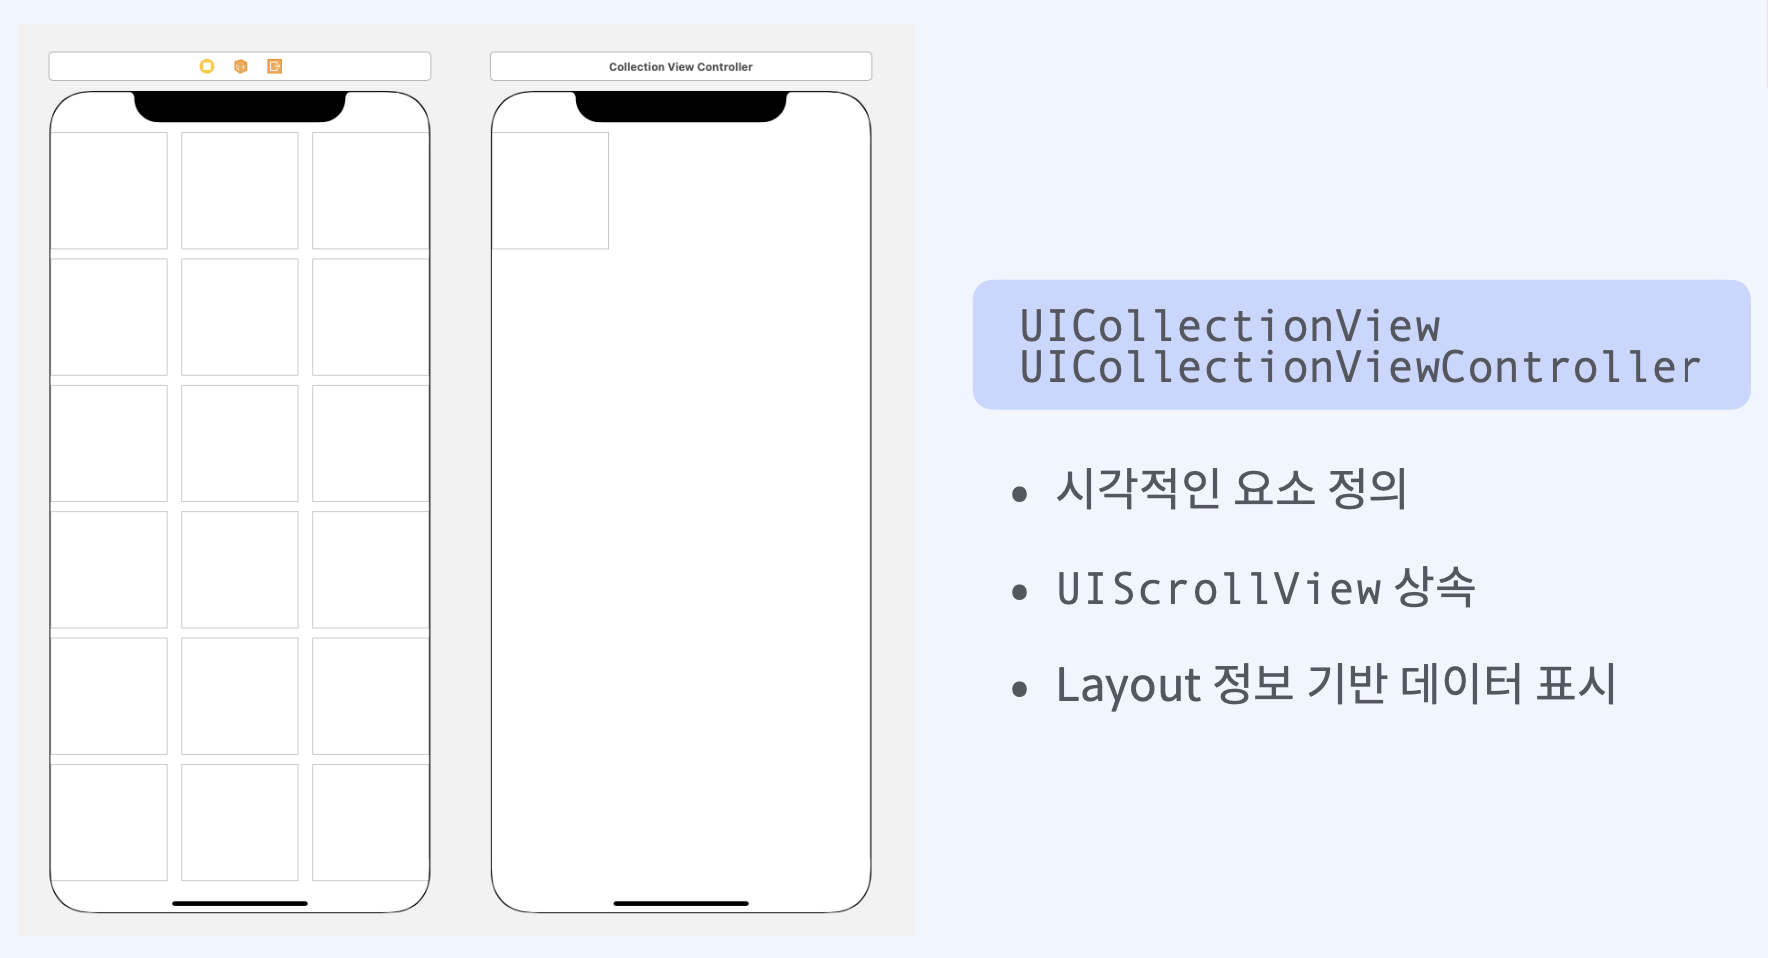 Collection View Controller
UICollectionView
UICollectionViewController
• 시각적인 요소 정의
• UIScrollView 상속
• Layout 정보 기반 데이터 표시